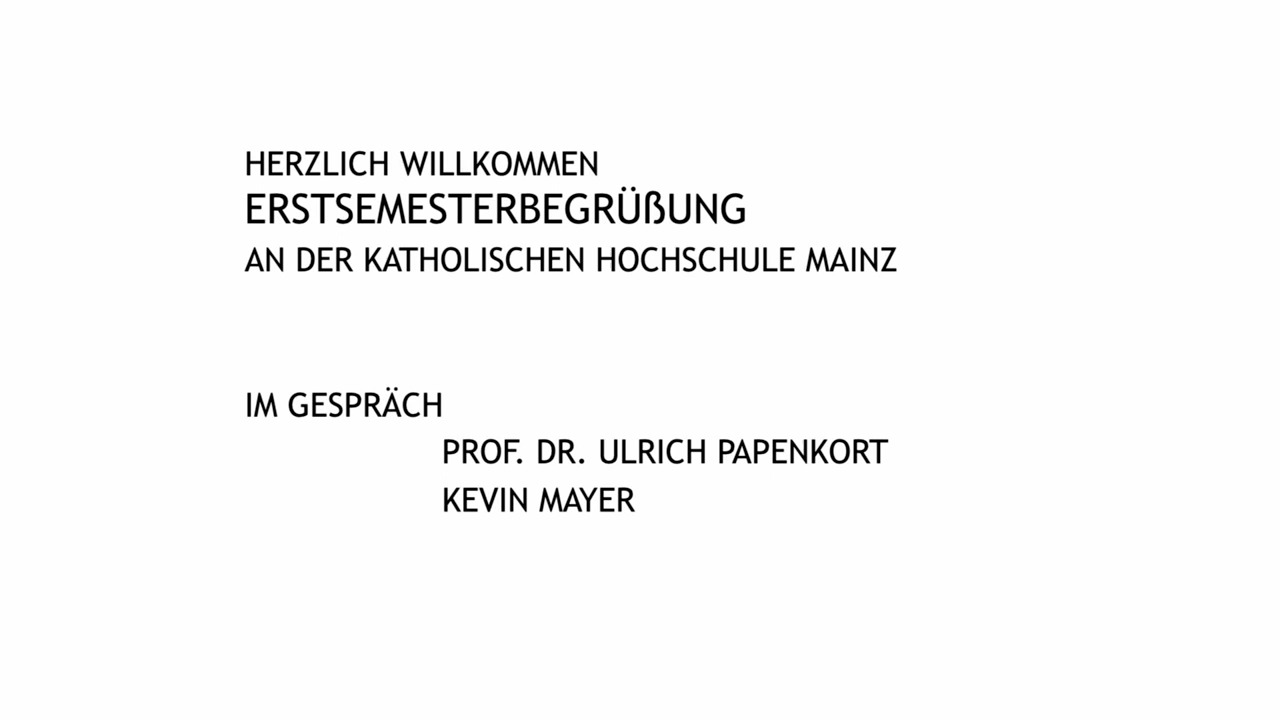 HERZLICH WILLKOMMEN
ERSTSEMESTERBEGRÜßUNG
AN DER KATHOLISCHEN HOCHSCHULE MAINZ
IM GESPRÄCH
PROF. DR. ULRICH PAPENKORT
KEVIN MAYER